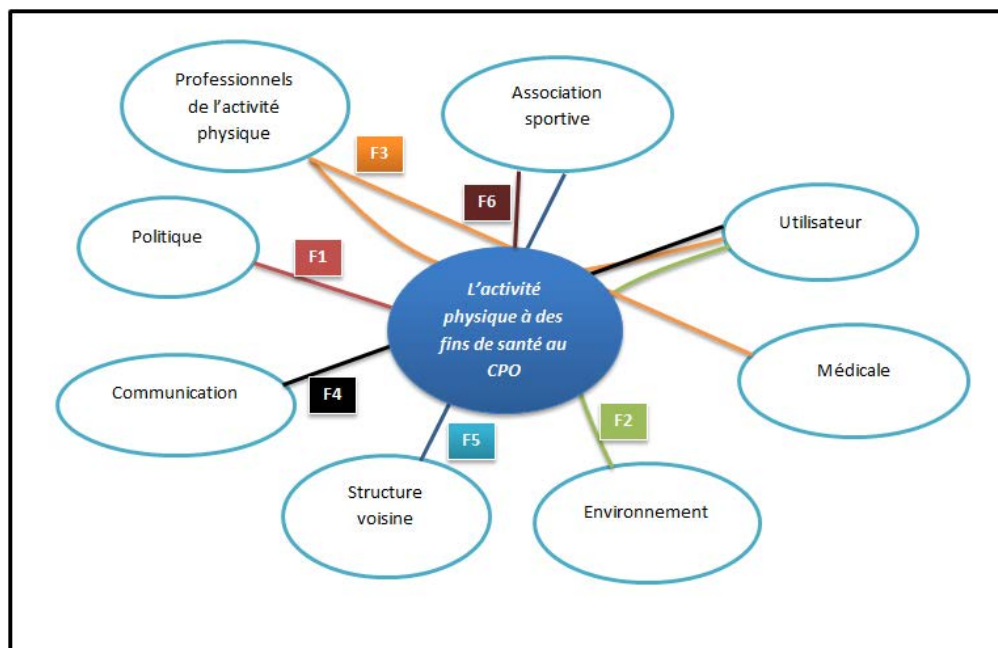 Professionnels
de l'activité
physique
Association
sportive
F3
F6
Utilisateur
Politique
F1
L'activité
physique à des
fins de santé au
CPO
Médicale
Communication
F4
F5
F2
Structure
voisine
Environnement